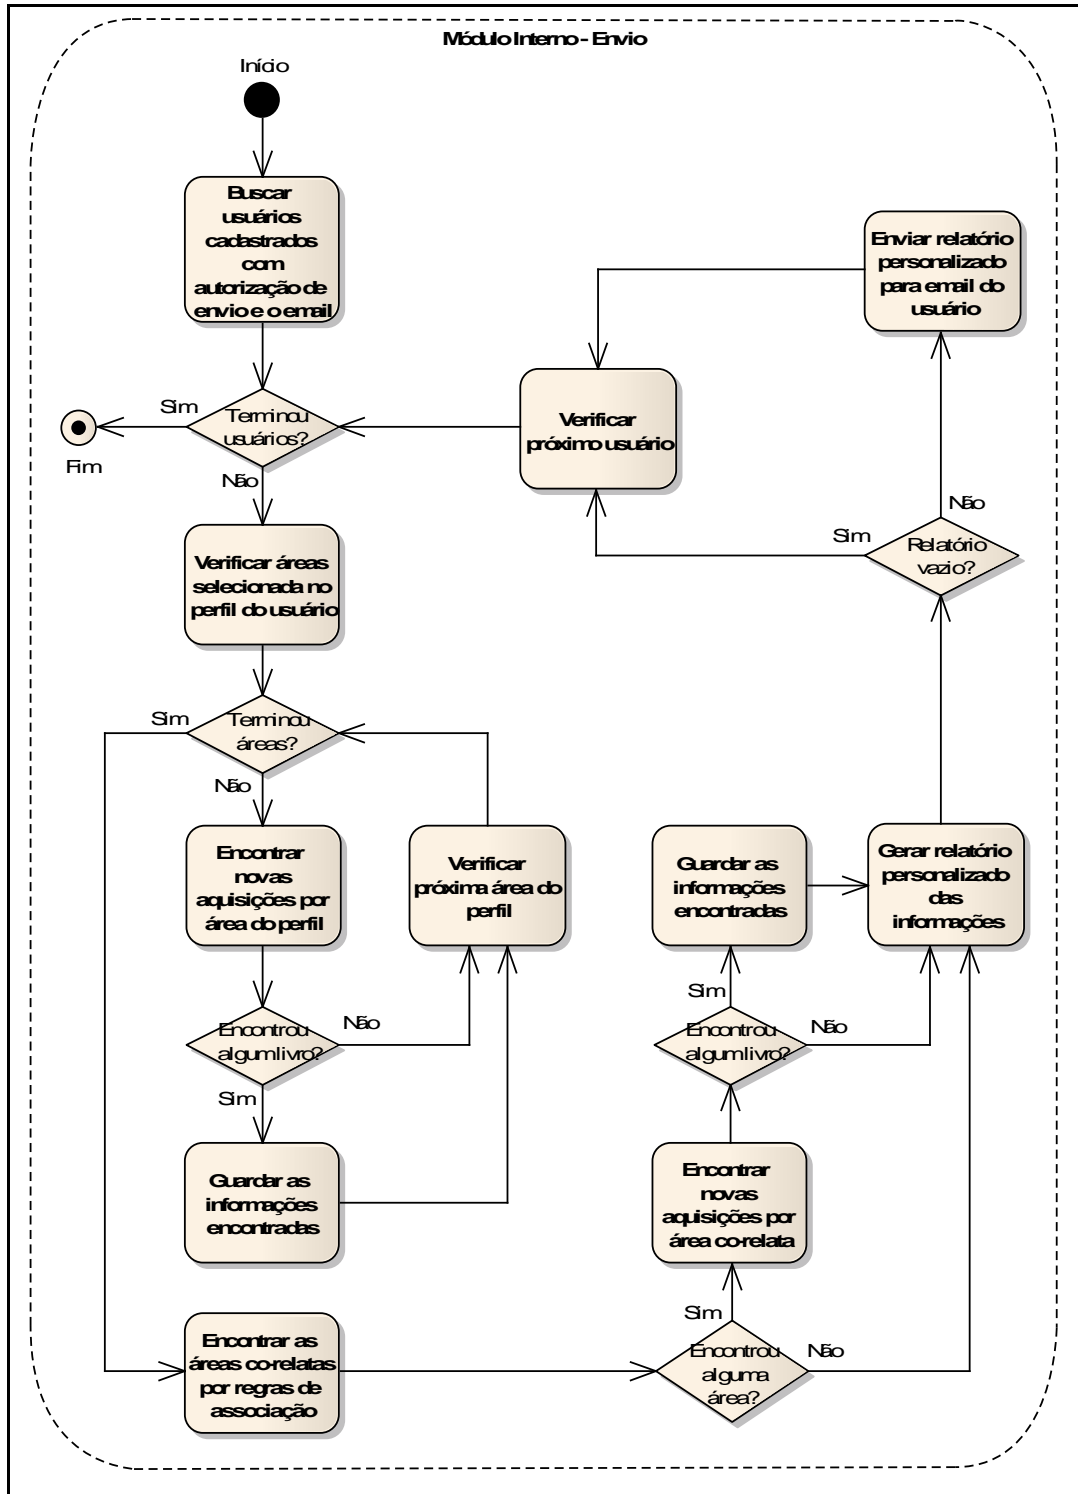 Módulo Interno - Envio
Início
Buscar
usuários
cadastrados
com
autorização de
envio e o email
Enviar relatório
personalizado
para email do
usuário
Sim
Terminou
usuários?
Verificar
próximo usuário
Fim
Não
Não
Sim
Relatório
vazio?
Verificar áreas
selecionada no
perfil do usuário
Sim
Terminou
áreas?
Não
Encontrar
novas
aquisições por
área do perfil
Verificar
próxima área do
perfil
Guardar as
informações
encontradas
Gerar relatório
personalizado
das
informações
Sim
Encontrou
algum livro?
Não
Encontrou
algum livro?
Não
Sim
Guardar as
informações
encontradas
Encontrar
novas
aquisições por
área co-relata
Sim
Encontrar as
áreas co-relatas
por regras de
associação
Encontrou
alguma
área?
Não